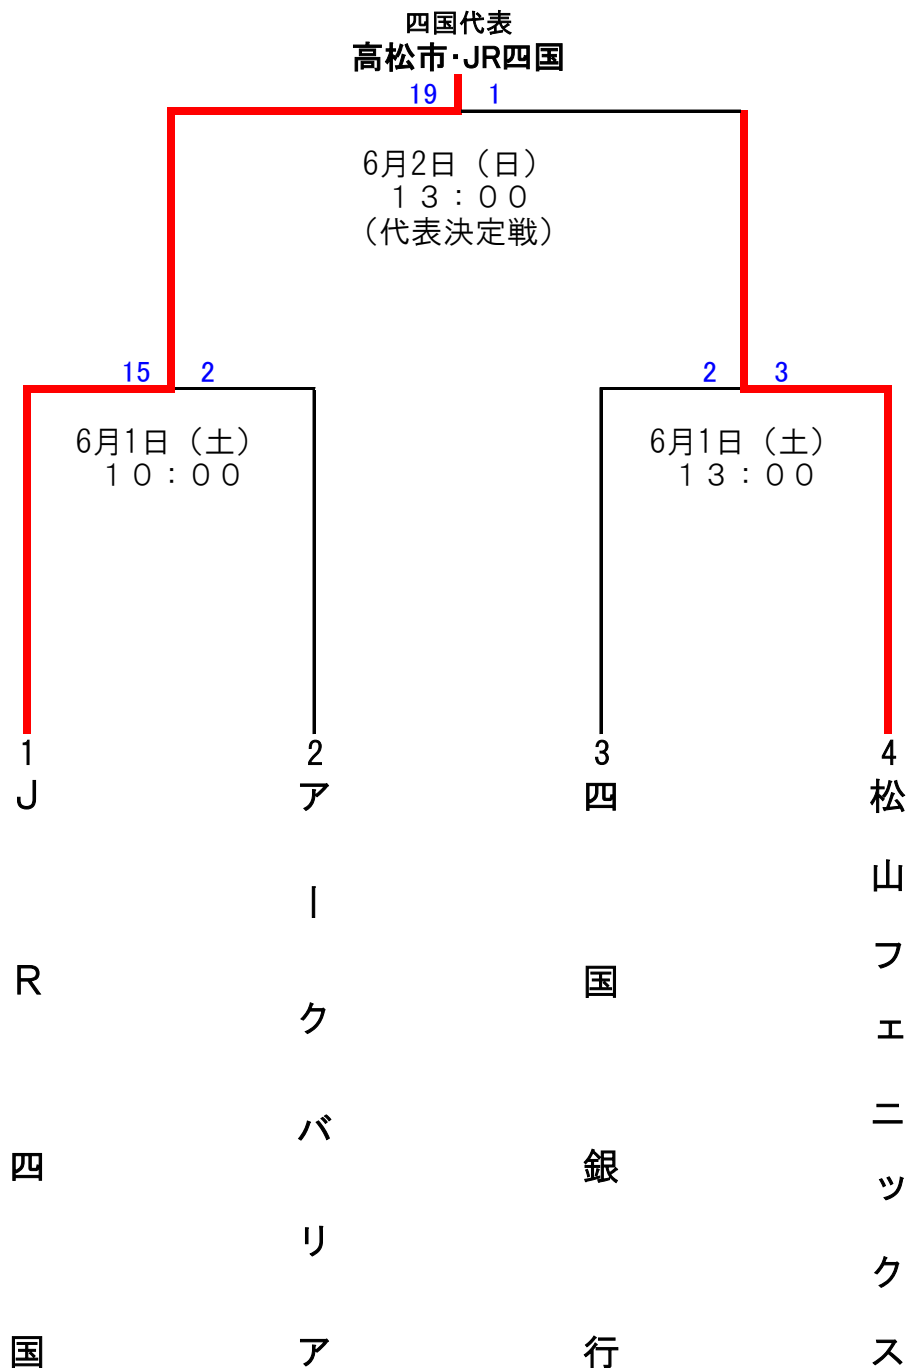 四国代表
高松市・JR四国
19 1
6月2日（日）
１３：００
（代表決定戦）
15 2
2 3
6月1日（土）
１０：００
6月1日（土）
１３：００
1
ＪＲ四国
2
アークバリア
3
四国銀行
4
松山フェニックス